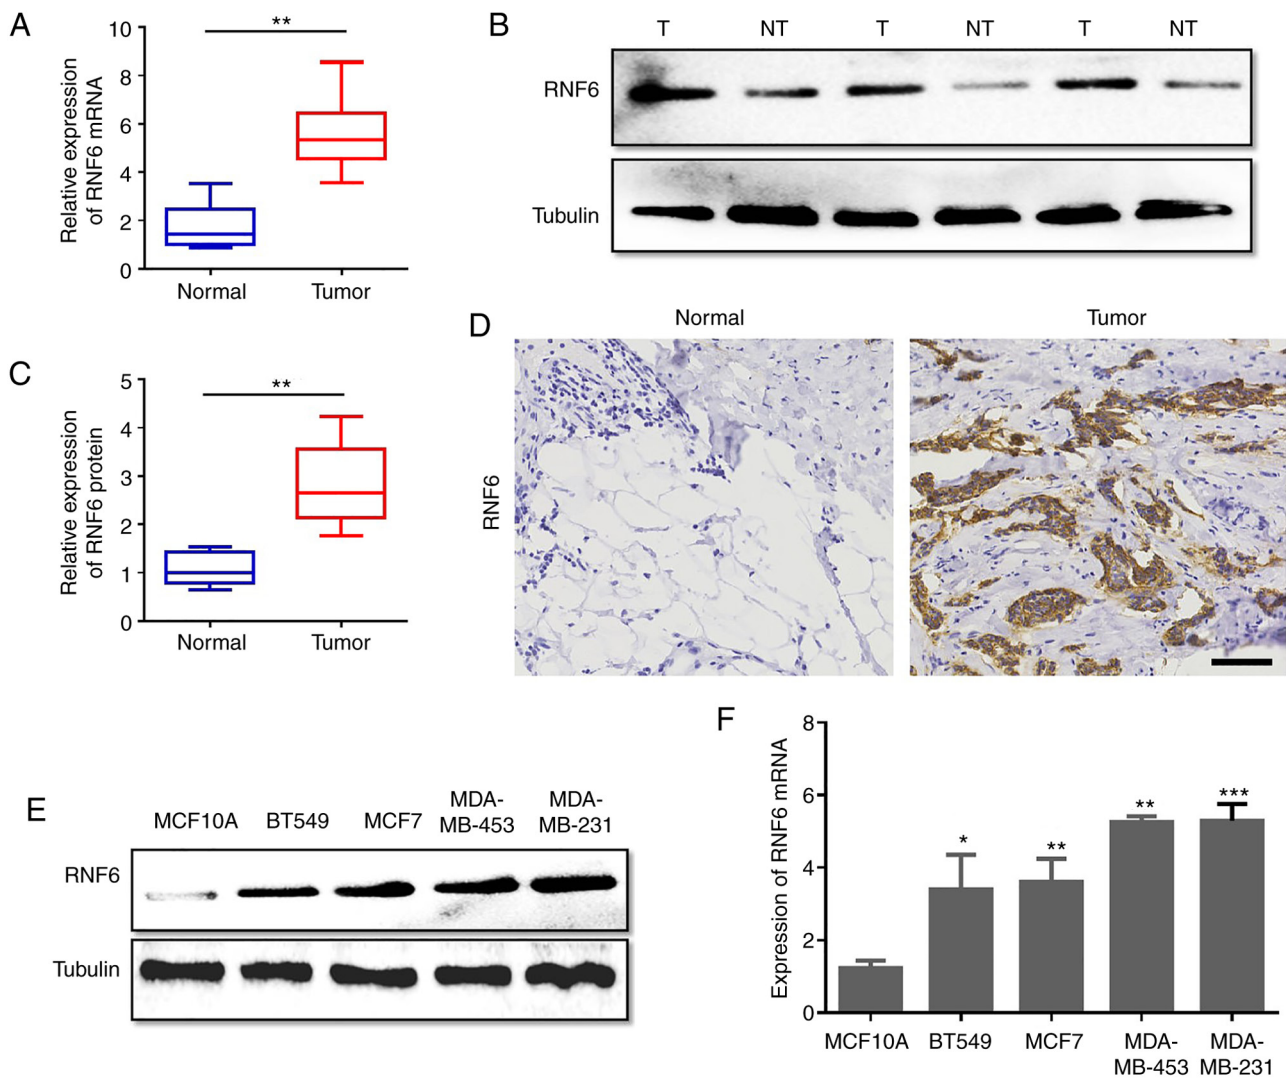 A
10
8
6
4
2
0
Relative expression
of RNF6 mRNA
**
Normal
Tumor
B
T
NT
T
NT
T
NT
RNF6
Tubulin
C
5
4
3
2
1
0
Relative expression
of RNF6 protein
**
Normal
Tumor
D
Normal
Tumor
RNF6
E
MCF10A
BT549
MCF7
MDA-
MB-453
MDA-
MB-231
RNF6
Tubulin
F
8
6
4
2
0
Expression of RNF6 mRNA
*
**
**
***
MCF10A
BT549
MCF7
MDA-
MB-453
MDA-
MB-231